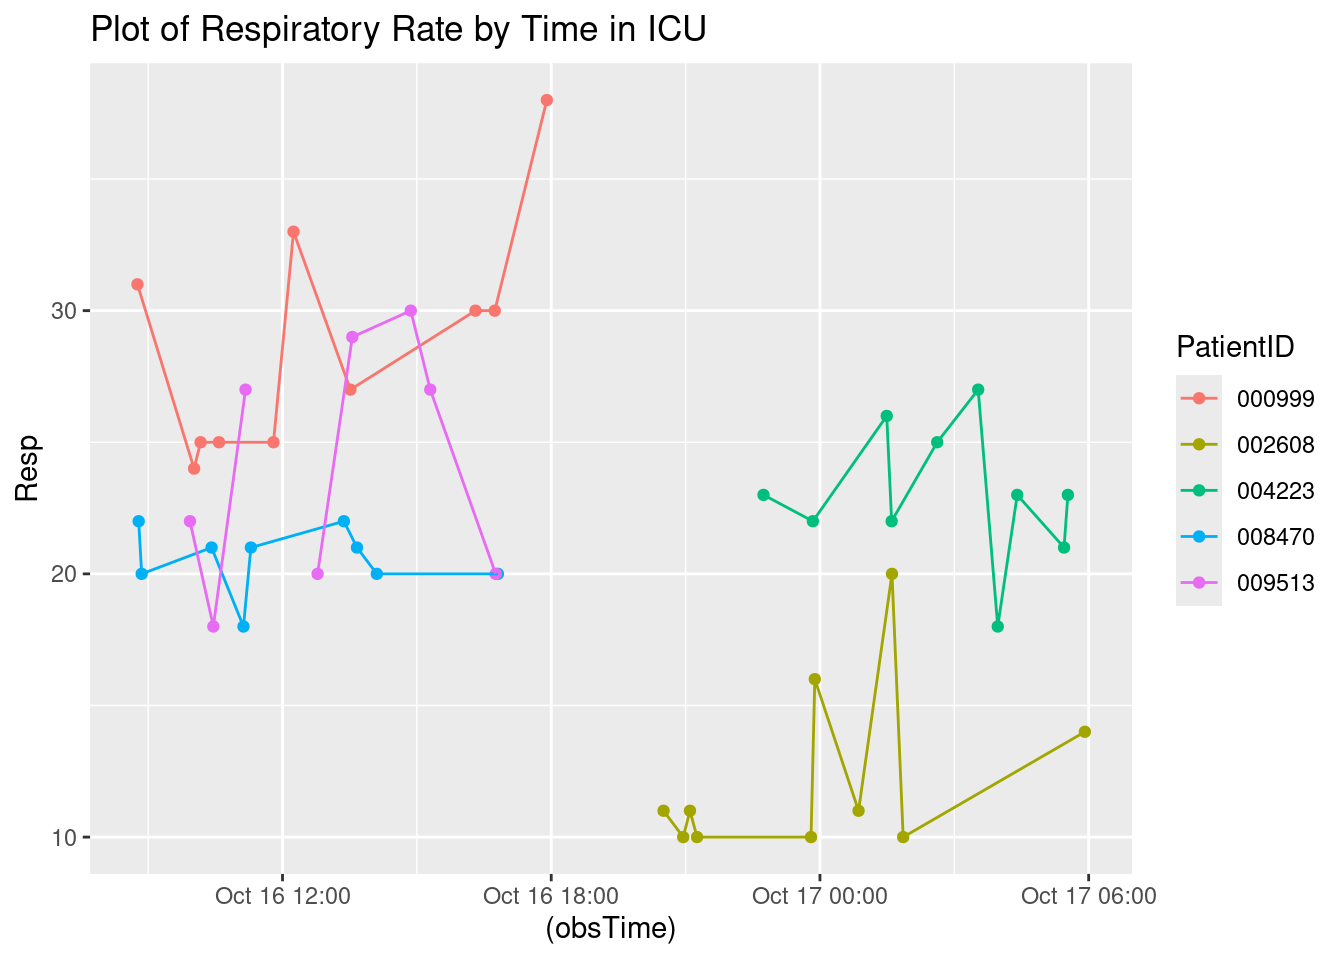 Plot of Respiratory Rate by Time in ICU
30
20
10
Resp
Oct 16 12:00
Oct 16 18:00
Oct 17 00:00
Oct 17 06:00
(obsTime)
PatientID
000999
002608
004223
008470
009513